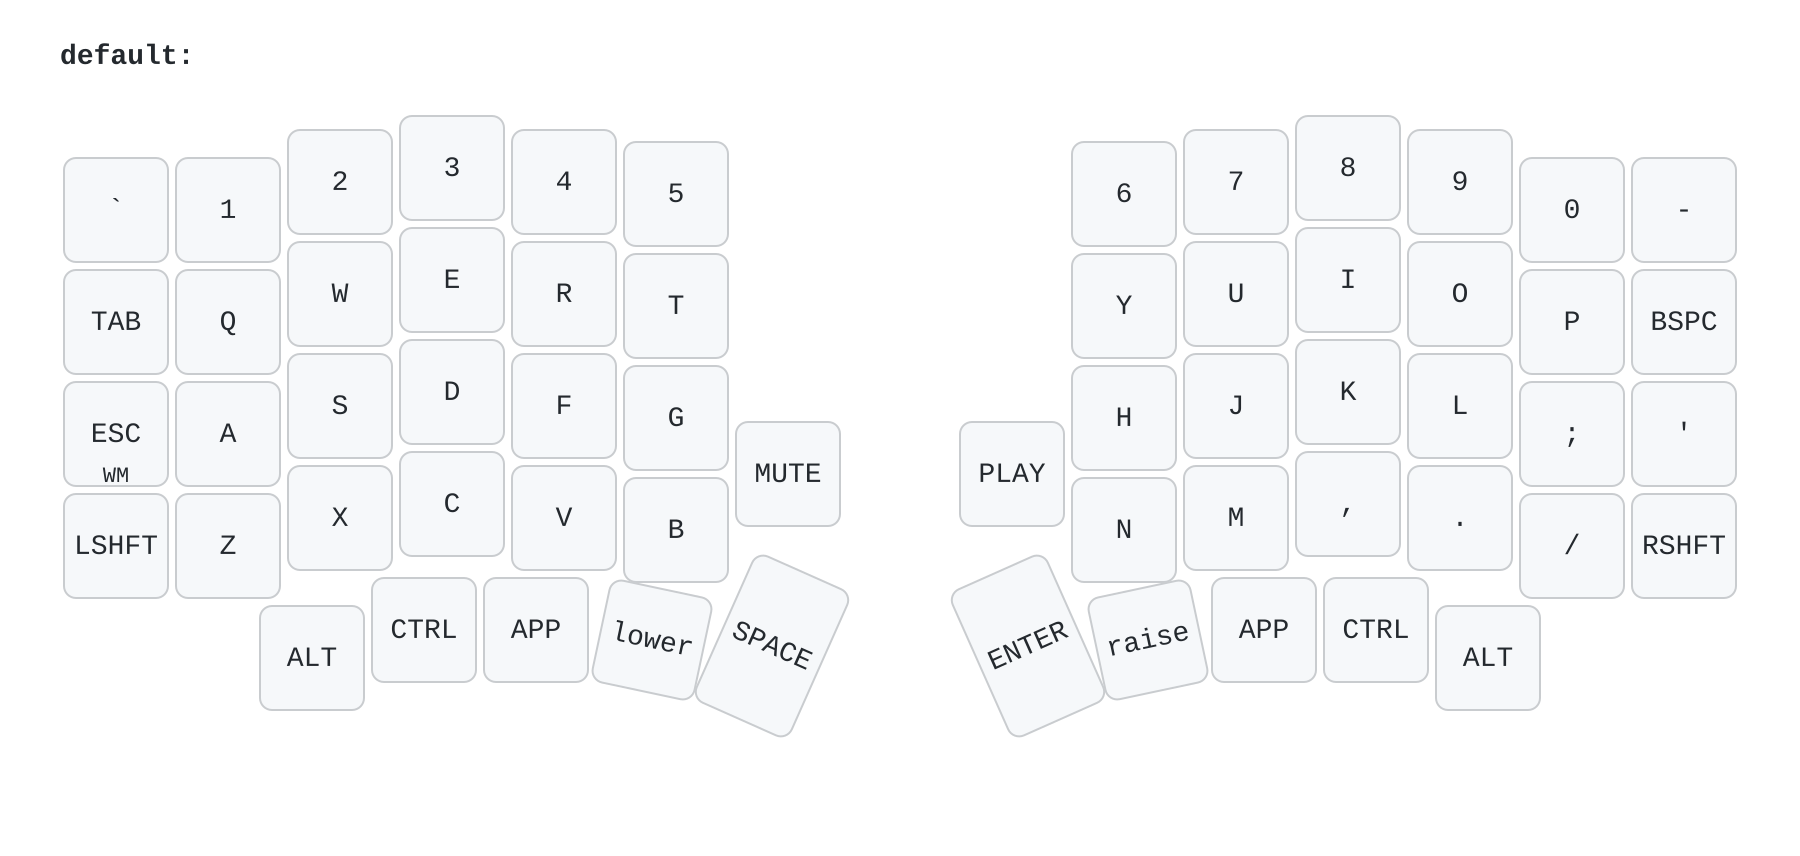 default:
` 1 2 3 4 5 6 7 8 9 0 -
TAB Q W E R T Y U I O P BSPC
ESC A S D F G H J K L ; '
WM
MUTE PLAY
LSHFT Z X C V B N M , . / RSHFT
ALT CTRL APP lower SPACE ENTER raise APP CTRL ALT